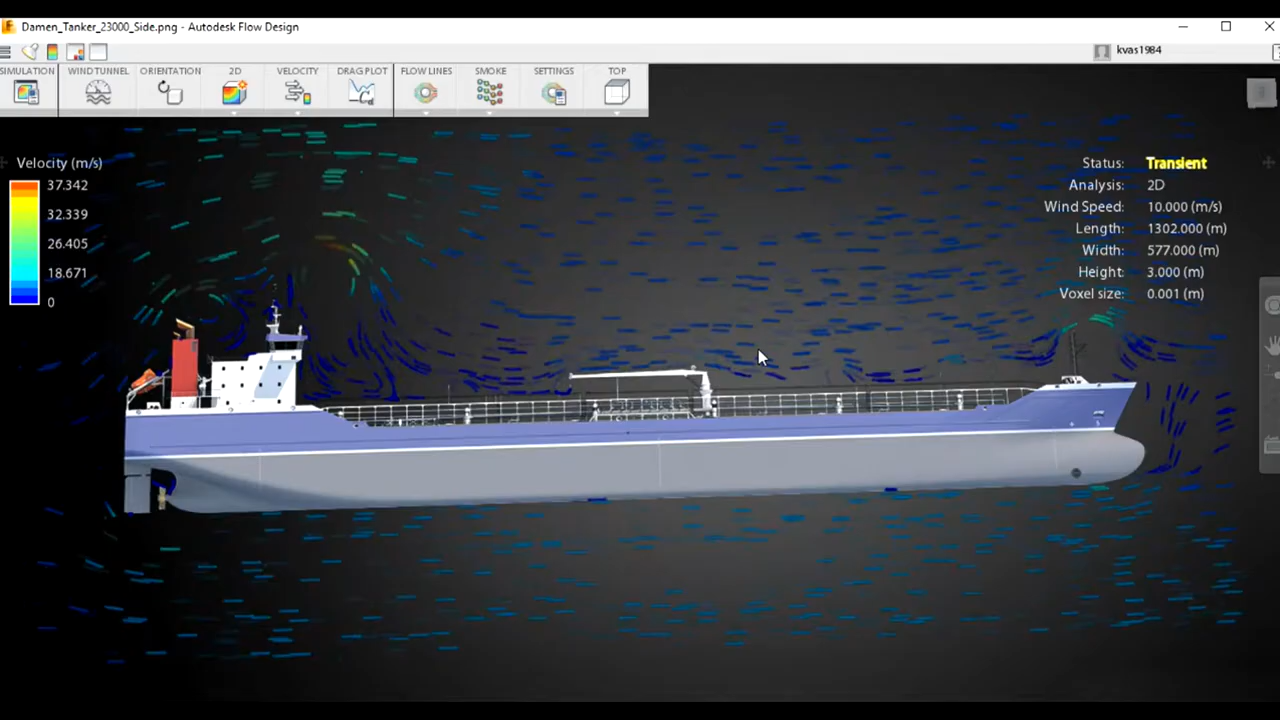 Damen_Tanker_23000_Side.png - Autodesk Flow Design
kvas1984
SIMULATION WIND TUNNEL ORIENTATION 2D VELOCITY DRAG PLOT FLOW LINES SMOKE SETTINGS TOP
Velocity (m/s)
37.342
32.339
26.405
18.671
0
Status: Transient
Analysis: 2D
Wind Speed: 10.000 (m/s)
Length: 1302.000 (m)
Width: 577.000 (m)
Height: 3.000 (m)
Voxel size: 0.001 (m)